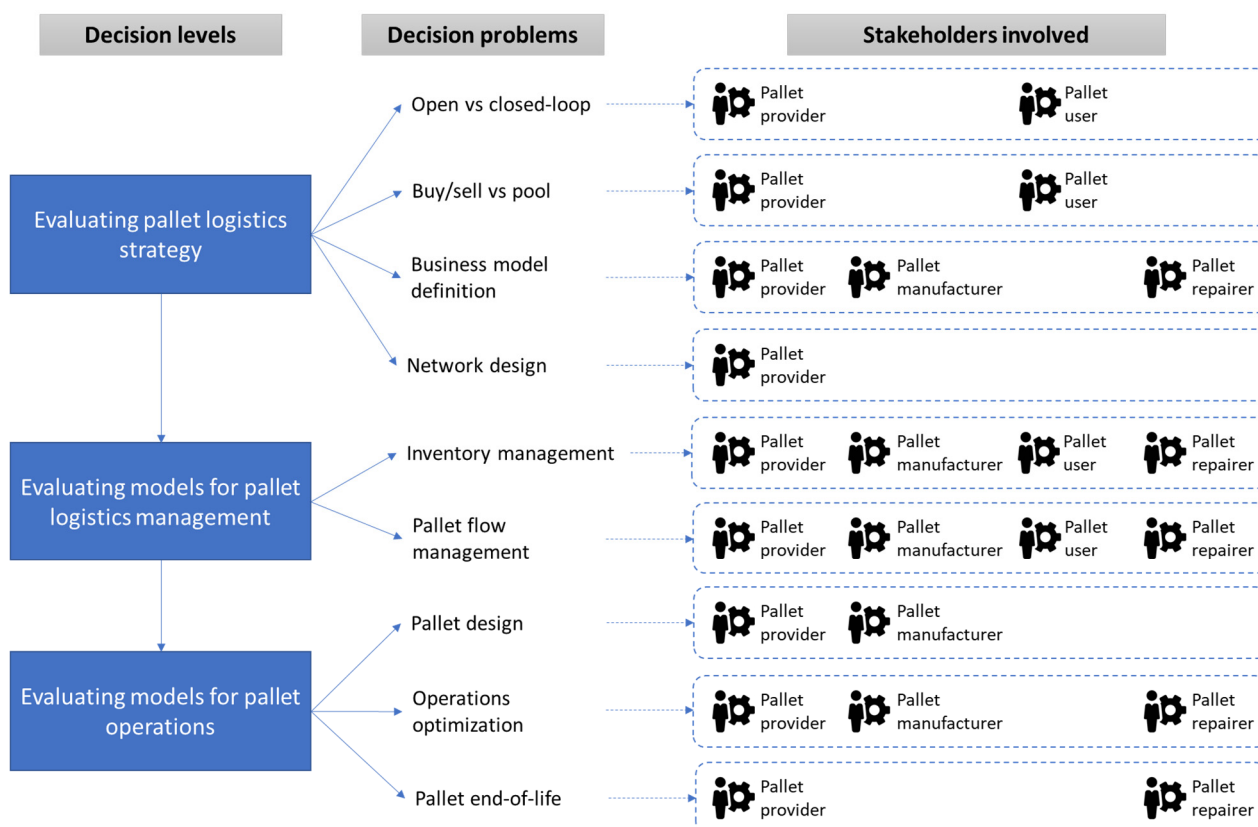 Decision levels
Decision problems
Stakeholders involved
Open vs closed-loop
Pallet
provider
Pallet
user
Evaluating pallet logistics
strategy
Buy/sell vs pool
Pallet
provider
Pallet
user
Business model
definition
Pallet
provider
Pallet
manufacturer
Pallet
repairer
Network design
Pallet
provider
Evaluating models for pallet
logistics management
Inventory management
Pallet
provider
Pallet
manufacturer
Pallet
user
Pallet
repairer
Pallet flow
management
Pallet
provider
Pallet
manufacturer
Pallet
user
Pallet
repairer
Evaluating models for pallet
operations
Pallet design
Pallet
provider
Pallet
manufacturer
Operations
optimization
Pallet
provider
Pallet
manufacturer
Pallet
repairer
Pallet end-of-life
Pallet
provider
Pallet
repairer